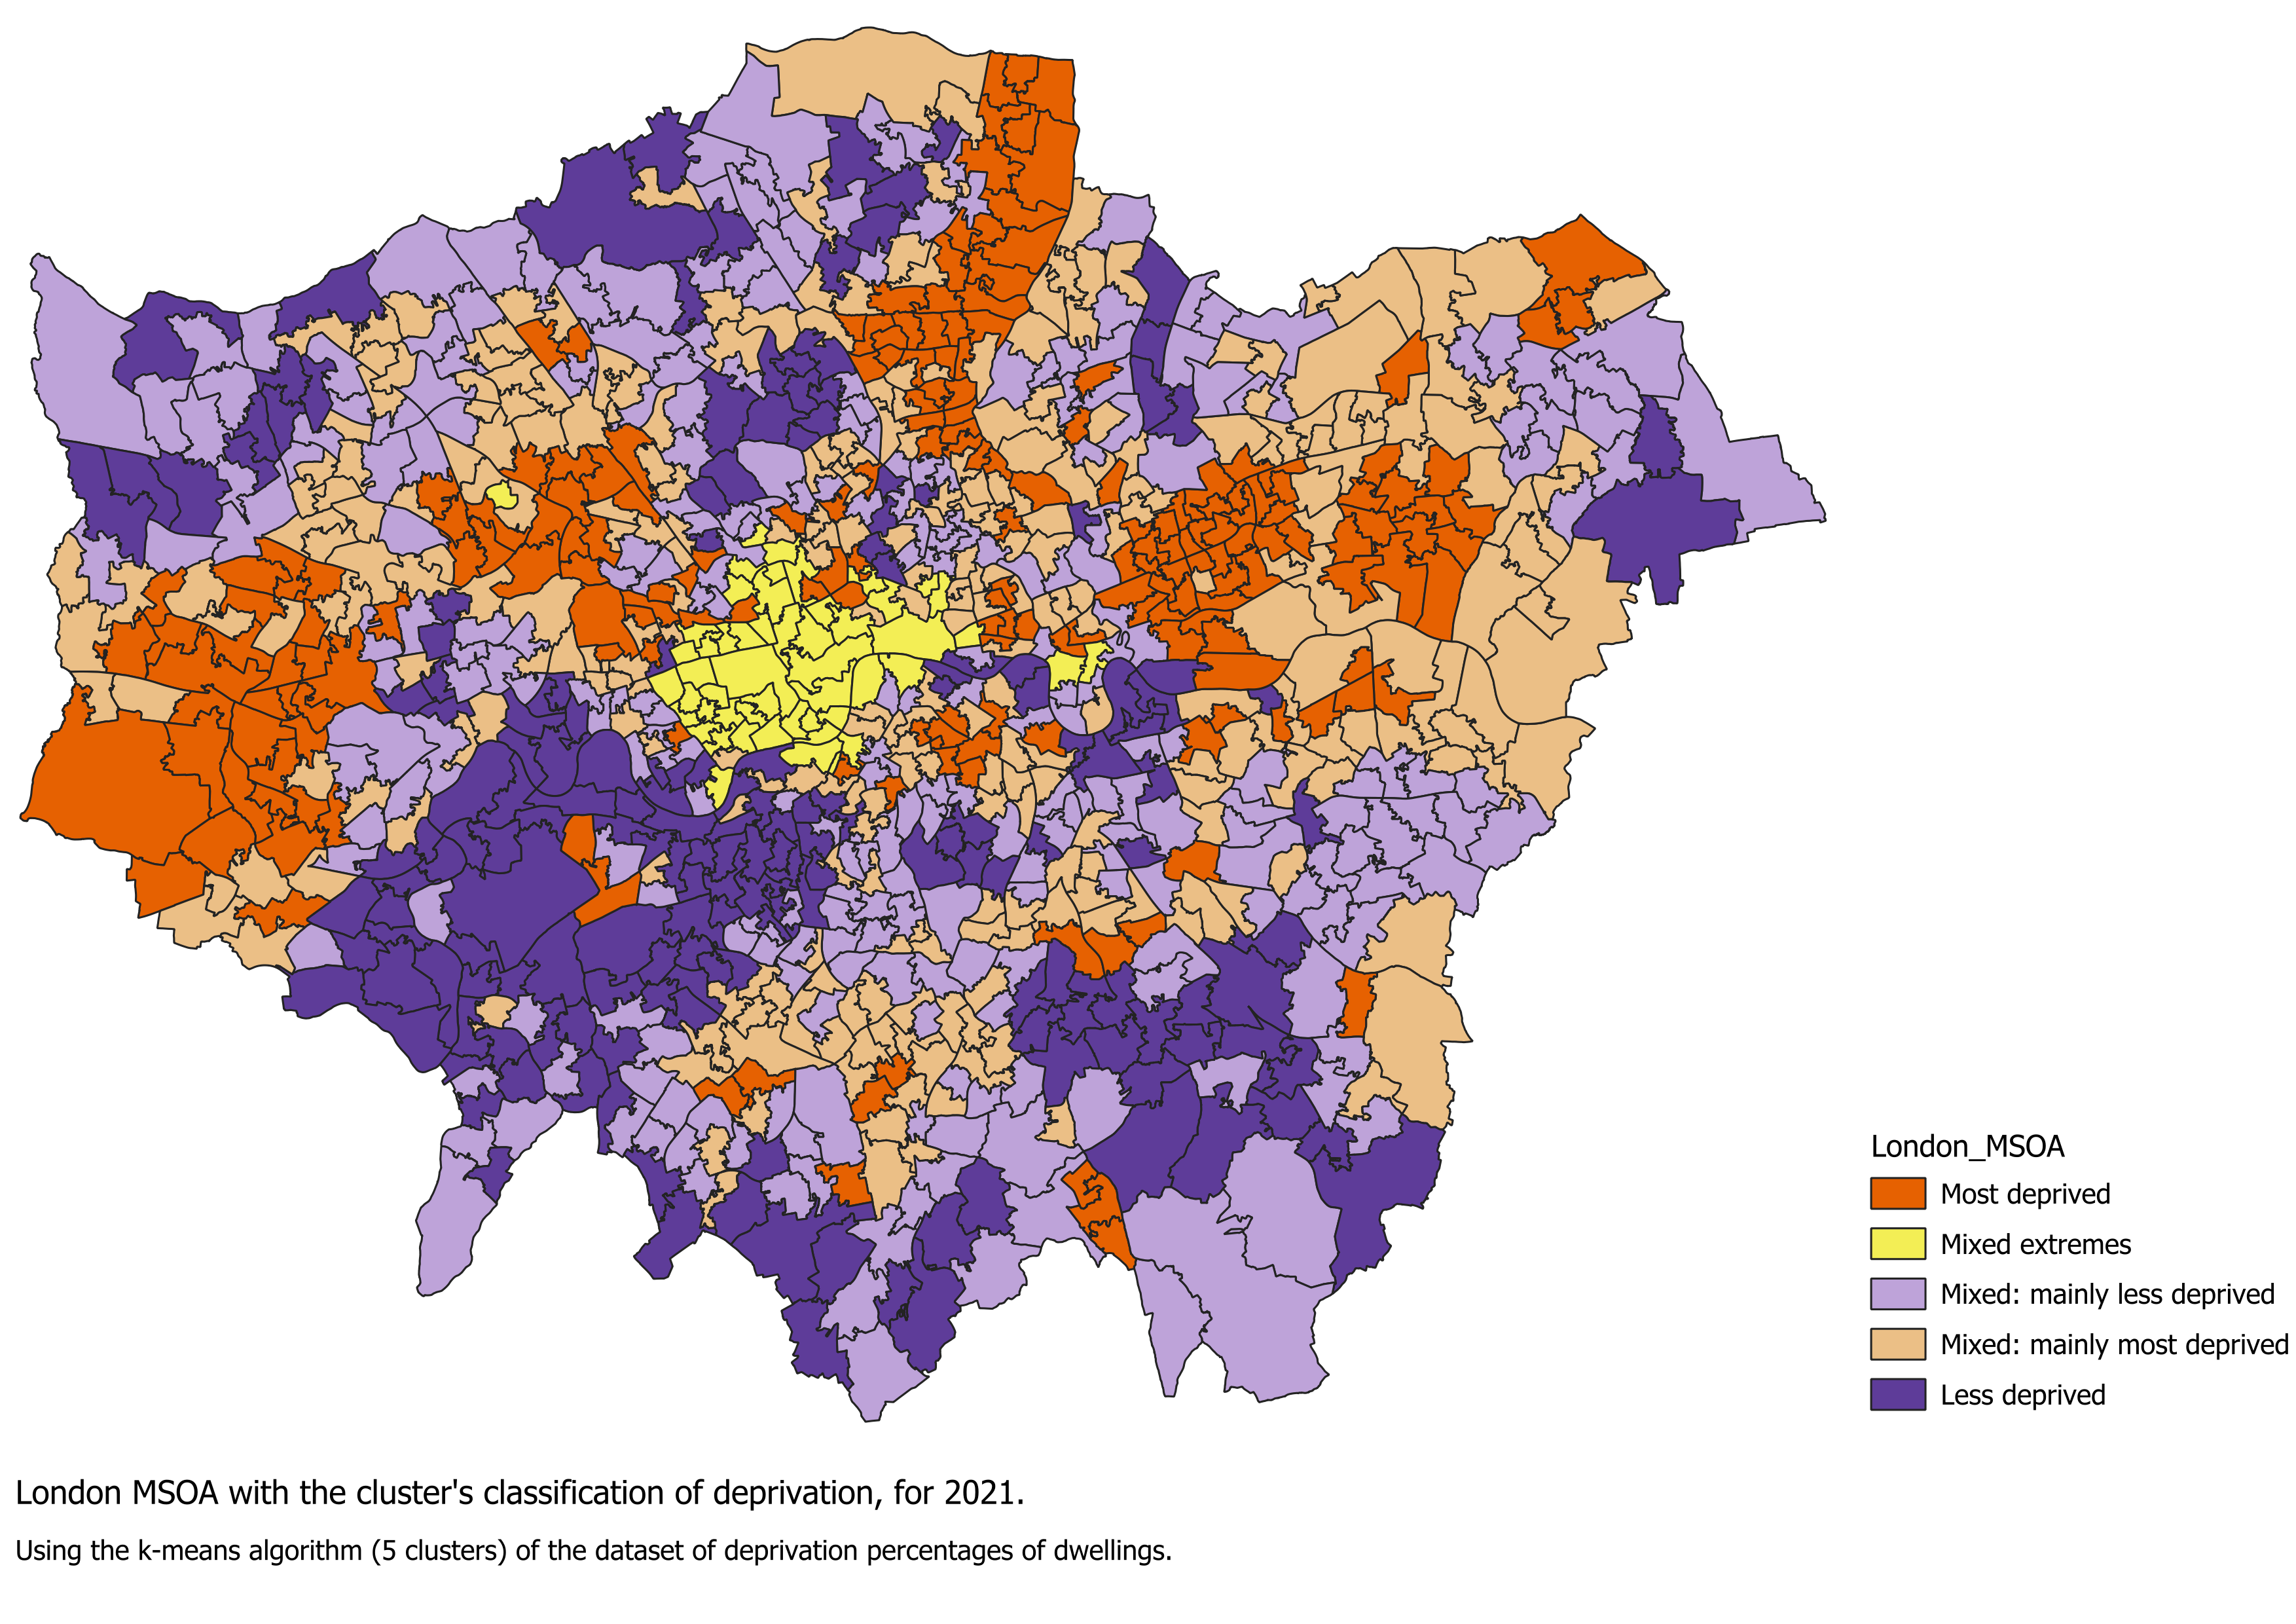 London_MSOA
Most deprived
Mixed extremes
Mixed: mainly less deprived
Mixed: mainly most deprived
Less deprived
London MSOA with the cluster's classification of deprivation, for 2021.
Using the k-means algorithm (5 clusters) of the dataset of deprivation percentages of dwellings.